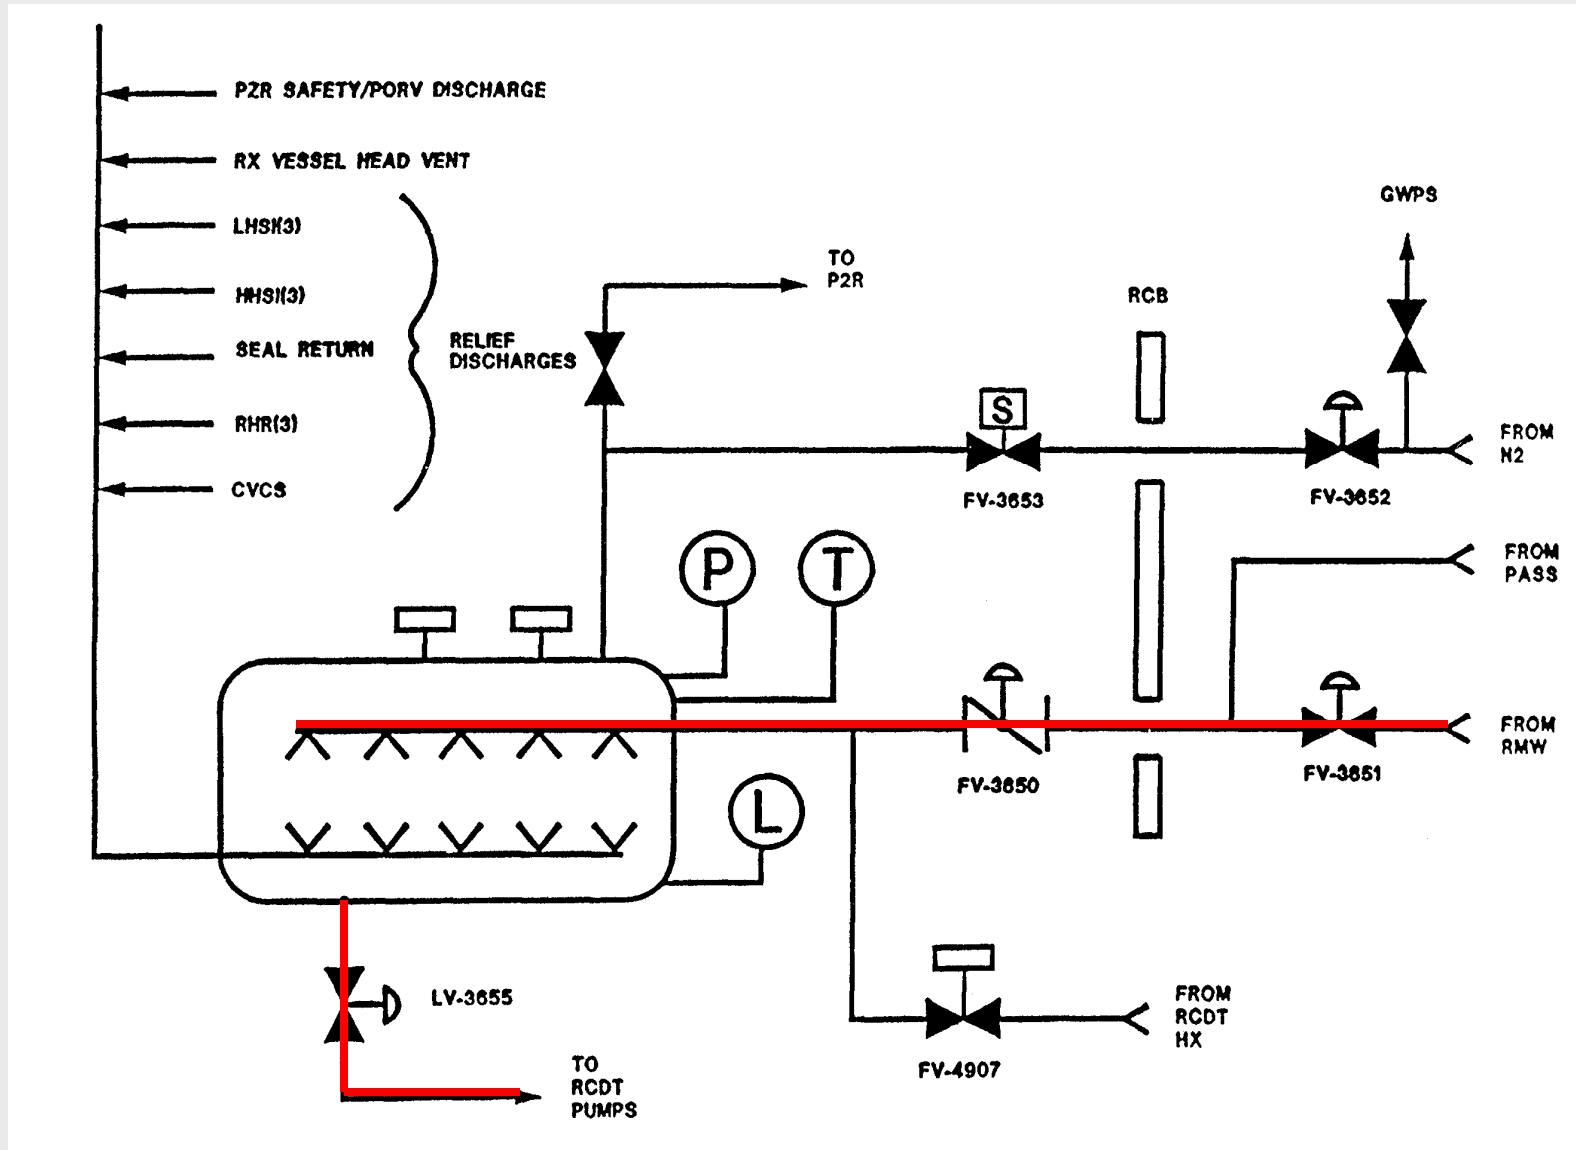 PZR SAFETY/PORV DISCHARGE
RX VESSEL HEAD VENT
LHSI(3)
HHSI(3)
SEAL RETURN
RHR(3)
CVCS
RELIEF
DISCHARGES
TO
PZR
RCB
GWPS
S
FV-3653
FV-3652
FROM
N2
P
T
FROM
PASS
FV-3650
FV-3651
FROM
RMW
L
LV-3655
TO
RCDT
PUMPS
FV-4907
FROM
RCDT
HX